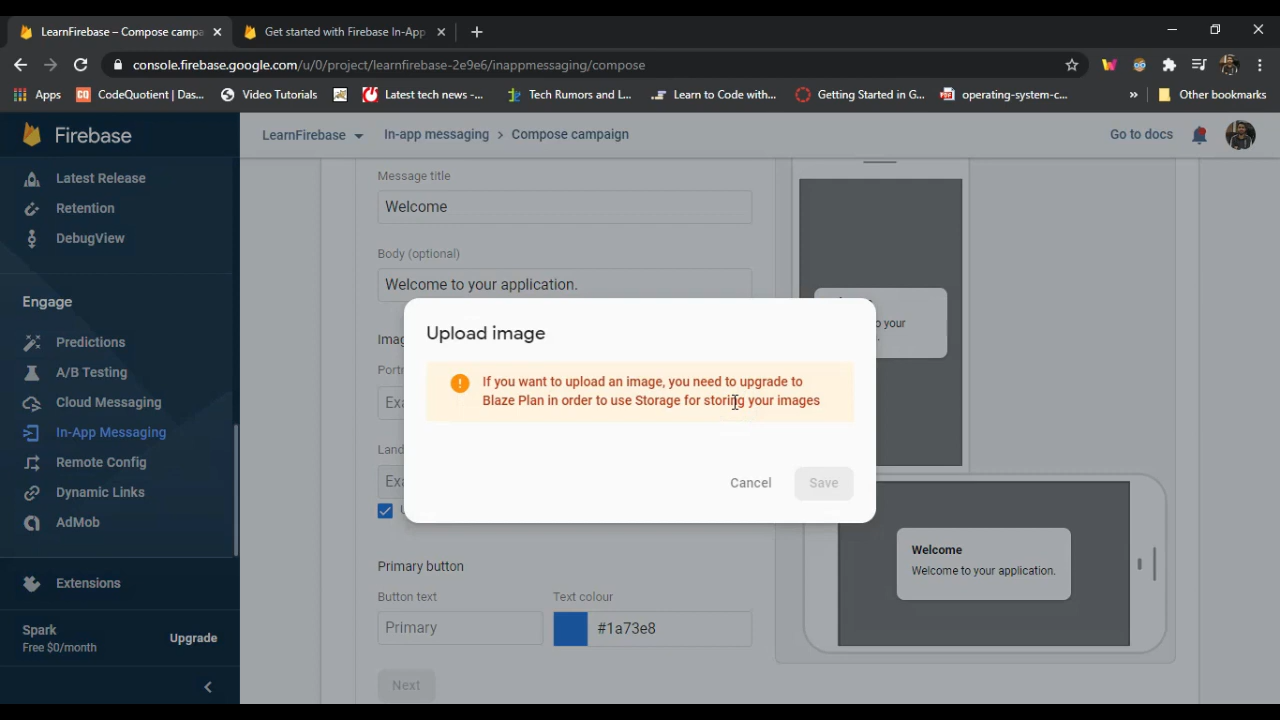 LearnFirebase – Compose campa
Get started with Firebase In-App
console.firebase.google.com/u/0/project/learnfirebase-2e9e6/inappmessaging/compose
Apps
CodeQuotient | Das...
Video Tutorials
Latest tech news -...
Tech Rumors and L...
Learn to Code with...
Getting Started in G...
operating-system-c...
»
Other bookmarks
Firebase
LearnFirebase
In-app messaging > Compose campaign
Go to docs
Latest Release
Retention
DebugView
Engage
Predictions
A/B Testing
Cloud Messaging
In-App Messaging
Remote Config
Dynamic Links
AdMob
Extensions
Spark
Free $0/month
Upgrade
Message title
Welcome
Body (optional)
Welcome to your application.
Upload image
If you want to upload an image, you need to upgrade to
Blaze Plan in order to use Storage for storing your images
Cancel
Save
Primary button
Button text
Text colour
Primary
#1a73e8
Next
o your
Welcome
Welcome to your application.